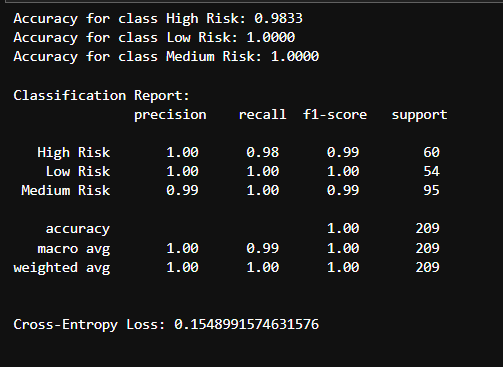 Accuracy for class High Risk: 0.9833
Accuracy for class Low Risk: 1.0000
Accuracy for class Medium Risk: 1.0000
Classification Report:
precision recall f1-score support
High Risk 1.00 0.98 0.99 60
Low Risk 1.00 1.00 1.00 54
Medium Risk 0.99 1.00 0.99 95
accuracy 1.00 209
macro avg 1.00 0.99 1.00 209
weighted avg 1.00 1.00 1.00 209
Cross-Entropy Loss: 0.1548991574631576